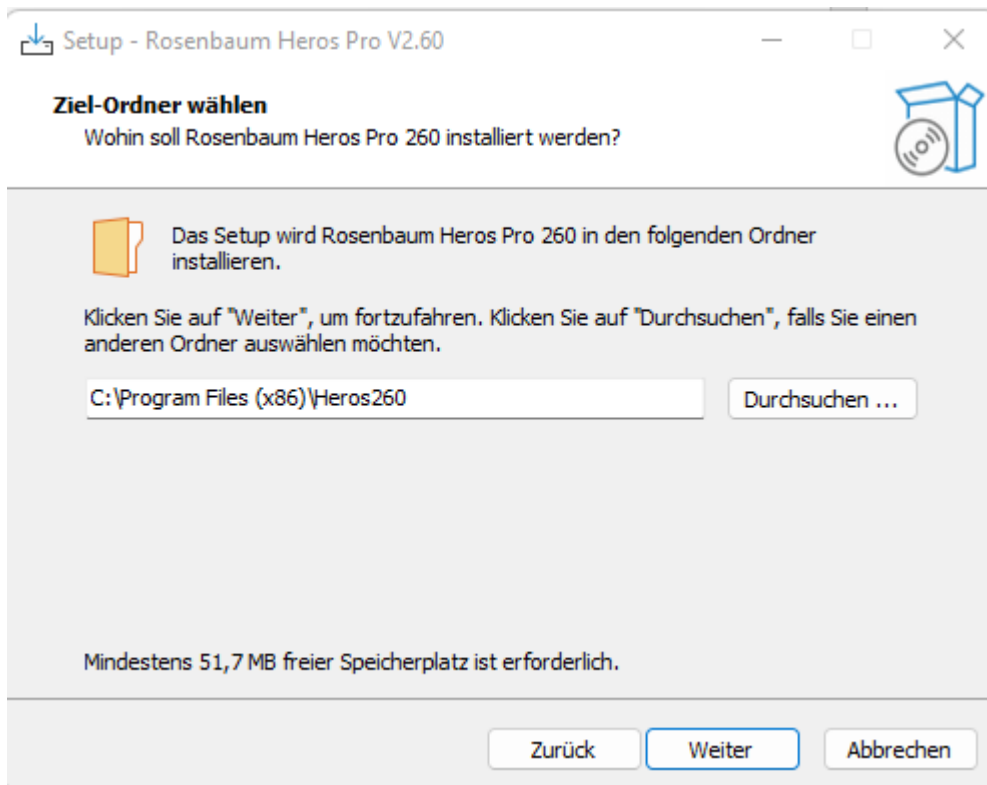 Setup - Rosenbaum Heros Pro V2.60
Ziel-Ordner wählen
Wohin soll Rosenbaum Heros Pro 260 installiert werden?
Das Setup wird Rosenbaum Heros Pro 260 in den folgenden Ordner
installieren.
Klicken Sie auf "Weiter", um fortzufahren. Klicken Sie auf "Durchsuchen", falls Sie einen
anderen Ordner auswählen möchten.
C:\Program Files (x86)\Heros260
Durchsuchen ...
Mindestens 51,7 MB freier Speicherplatz ist erforderlich.
Zurück Weiter Abbrechen